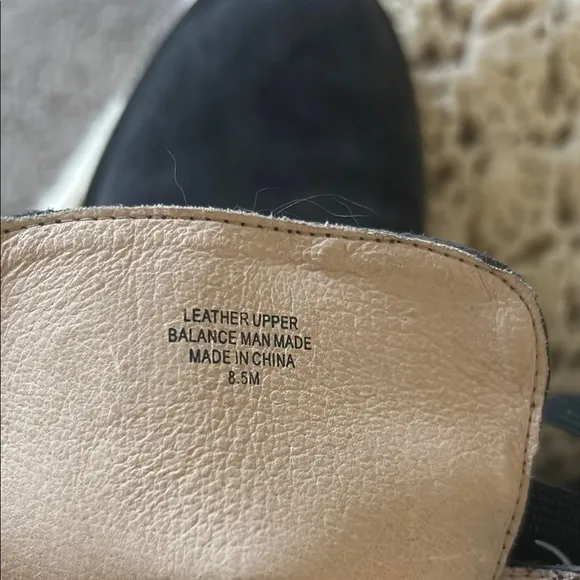 LEATHER UPPER
BALANCE MAN MADE
MADE IN CHINA
8.5M